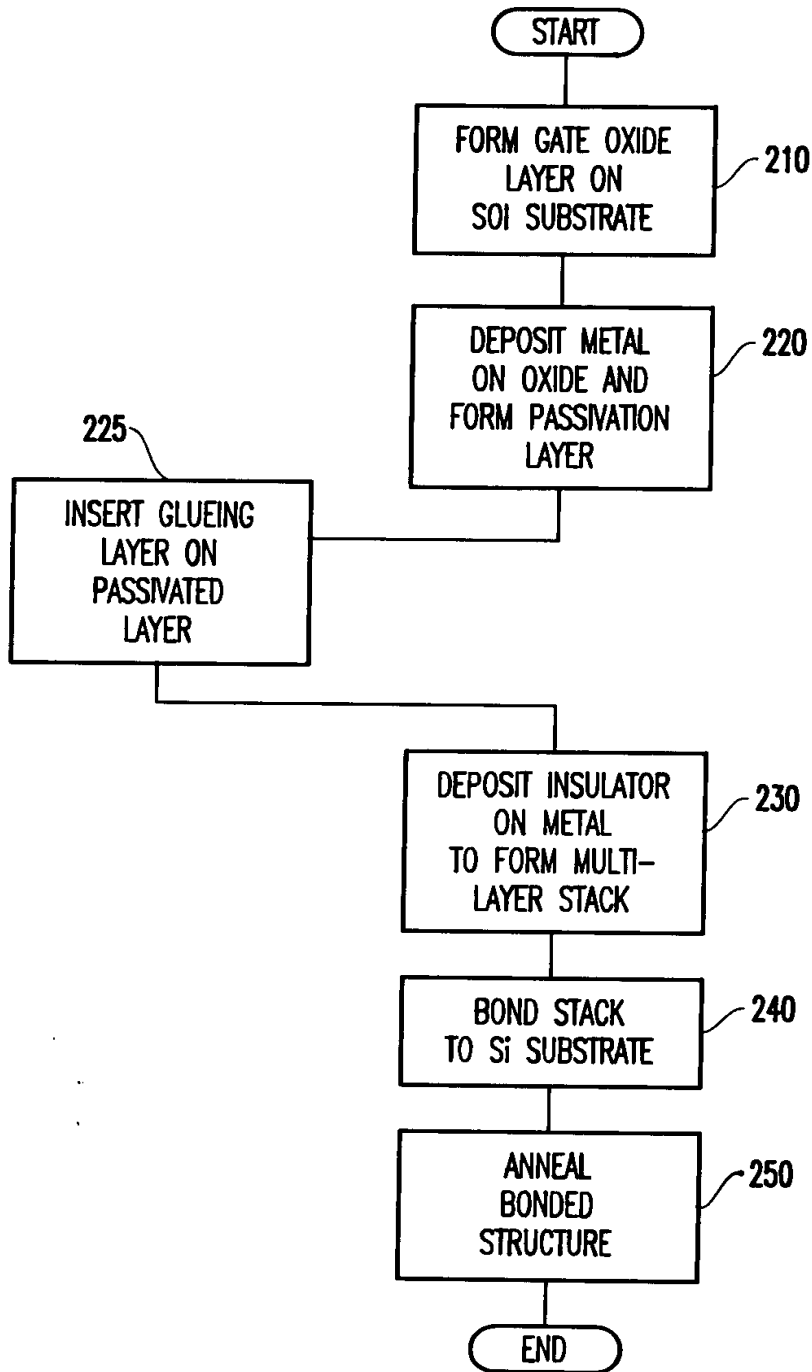 START
FORM GATE OXIDE
LAYER ON
SOI SUBSTRATE
210
DEPOSIT METAL
ON OXIDE AND
FORM PASSIVATION
LAYER
220
225
INSERT GLUEING
LAYER ON
PASSIVATED
LAYER
DEPOSIT INSULATOR
ON METAL
TO FORM MULTI-
LAYER STACK
230
BOND STACK
TO Si SUBSTRATE
240
ANNEAL
BONDED
STRUCTURE
250
END